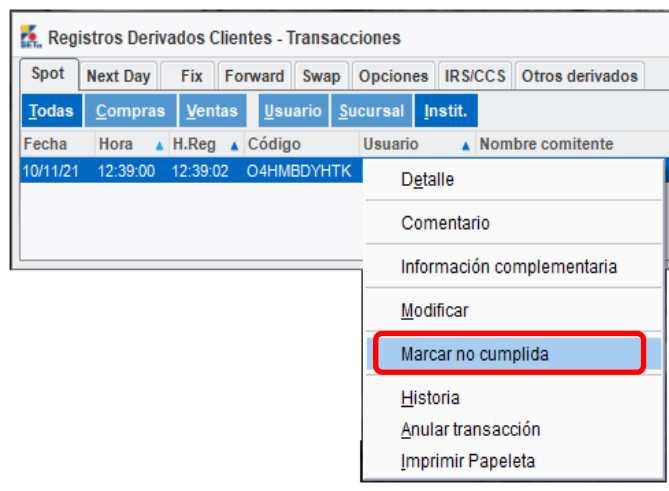 Registros Derivados Clientes - Transacciones
Spot Next Day Fix Forward Swap Opciones IRS/CCS Otros derivados
Todas Compras Ventas Usuario Sucursal Instit.
Fecha Hora H.Reg Código Usuario Nombre comitente
10/11/21 12:39:00 12:39:02 O4HMBDYHTK
Detalle
Comentario
Información complementaria
Modificar
Marcar no cumplida
Historia
Anular transacción
Imprimir Papeleta